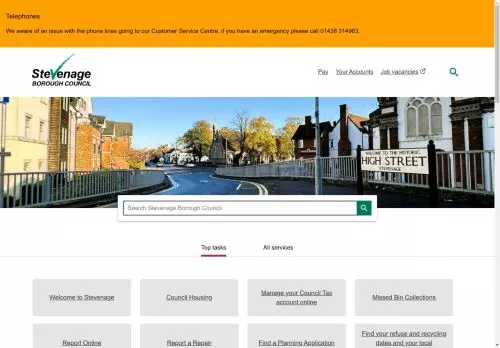 Telephones
We aware of an issue with the phone lines going to our Customer Service Centre, if you have an emergency please call 01438 314963.
Stevenage
BOROUGH COUNCIL
Pay Your Accounts Job vacancies
WELCOME TO THE HISTORIC
HIGH STREET
STEVENAGE
Search Stevenage Borough Council
Top tasks All services
Welcome to Stevenage
Council Housing
Manage your Council Tax
account online
Missed Bin Collections
Report Online
Report a Repair
Find a Planning Application
Find your refuse and recycling
dates and your local